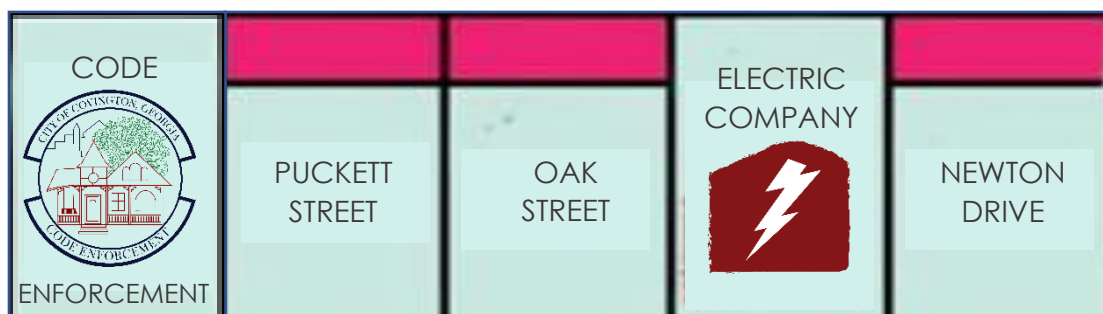 CODE
CITY OF COVINGTON, GEORGIA
CODE ENFORCEMENT
ENFORCEMENT
PUCKETT
STREET
OAK
STREET
ELECTRIC
COMPANY
NEWTON
DRIVE